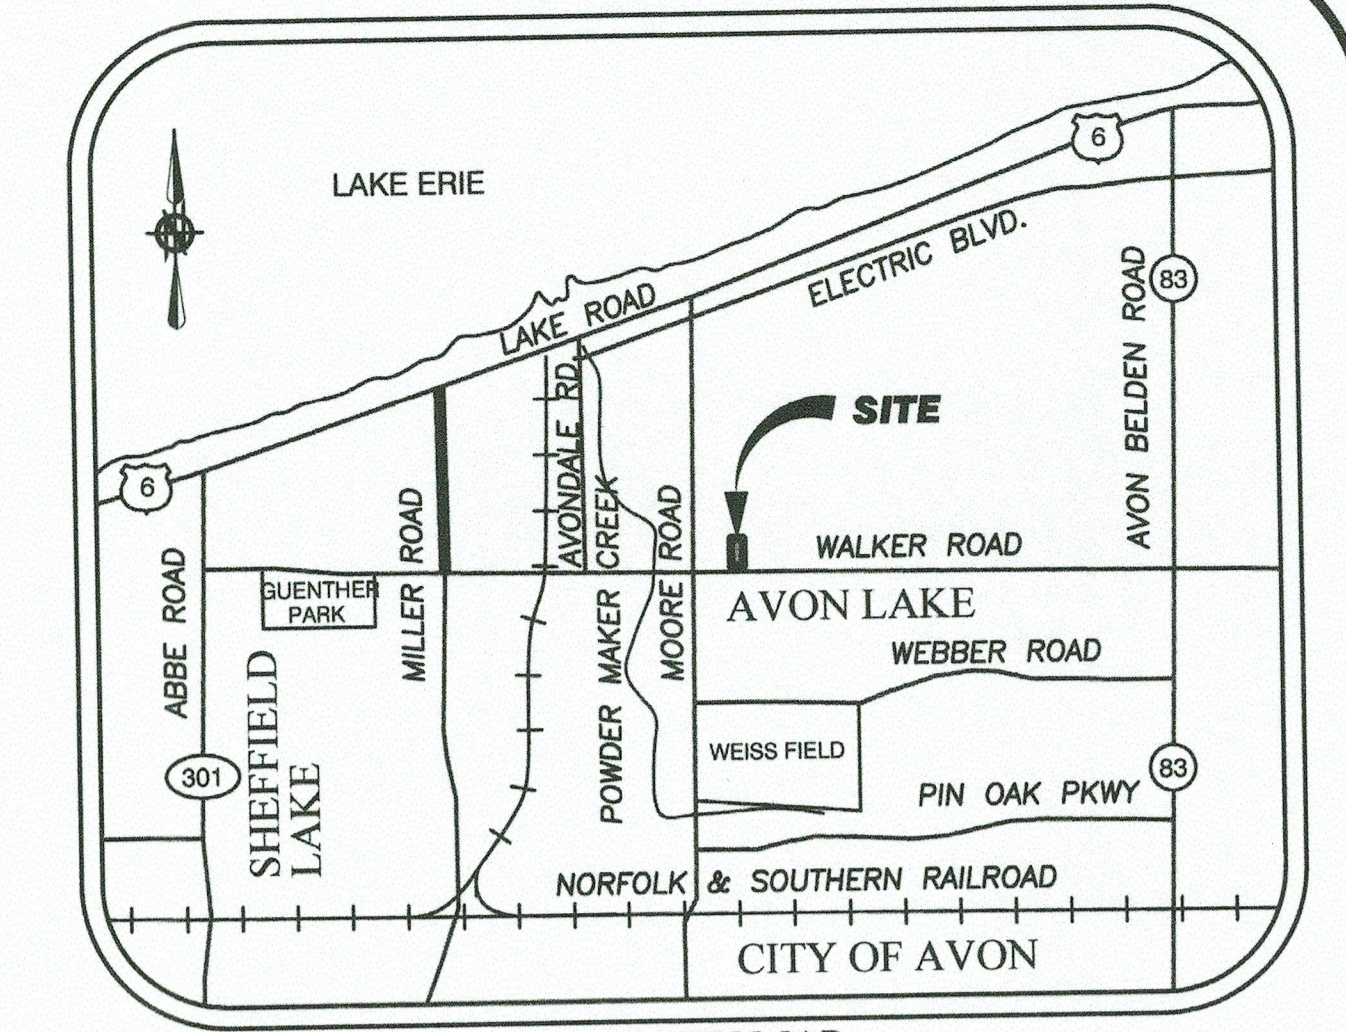 6
LAKE ERIE
N
LAKE ROAD
ELECTRIC BLVD.
AVON BELDEN ROAD
83
SITE
6
AVONDALE RD.
ABBE ROAD
MILLER ROAD
POWDER MAKER CREEK
MOORE ROAD
WALKER ROAD
GUENTHER
PARK
AVON LAKE
WEBBER ROAD
SHEFFIELD
LAKE
301
WEISS FIELD
83
PIN OAK PKWY
NORFOLK & SOUTHERN RAILROAD
CITY OF AVON